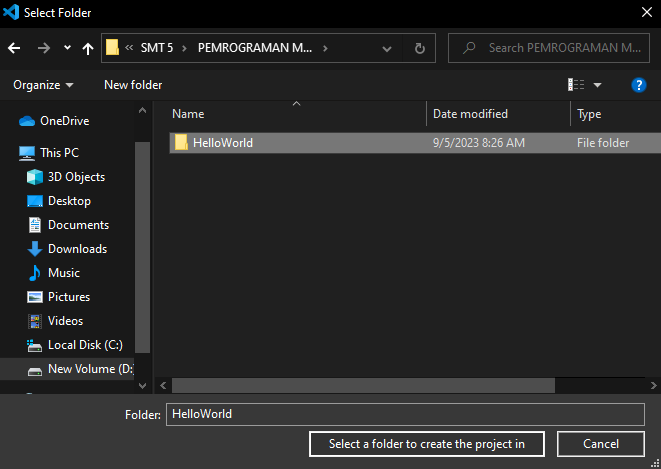 Select Folder
SMT 5 PEMROGRAMAN M...
Search PEMROGRAMAN M...
Organize
New folder
?
Name
Date modified
Type
HelloWorld
9/5/2023 8:26 AM
File folder
OneDrive
This PC
3D Objects
Desktop
Documents
Downloads
Music
Pictures
Videos
Local Disk (C:)
New Volume (D:
Folder: HelloWorld
Select a folder to create the project in
Cancel